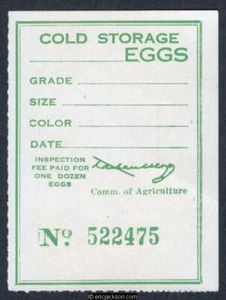 COLD STORAGE
EGGS
GRADE
SIZE
COLOR
DATE
INSPECTION
FEE PAID FOR
ONE DOZEN
EGGS
Comm. of Agriculture
No. 522475
© www.ericjackson.com